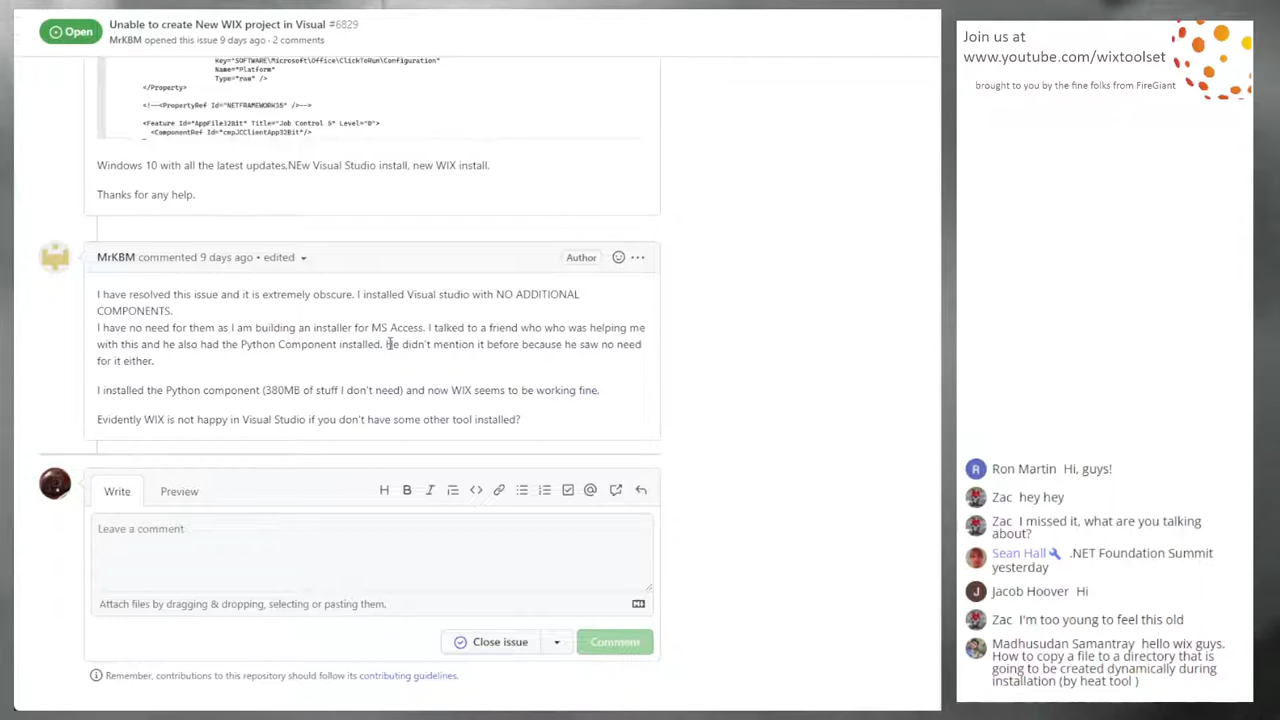 Open
Unable to create New WIX project in Visual #6829
MrKBM opened this issue 9 days ago · 2 comments
Key="SOFTWARE\Microsoft\Office\ClickToRun\Configuration"
Name="Platform"
Type="raw" />
</Property>
<!--<PropertyRef Id="NETFRAMEWORK35" />-->
<Feature Id="AppFile32Bit" Title="Job Control 5" Level="0">
<ComponentRef Id="cmpJCClientApp32Bit"/>
Windows 10 with all the latest updates,NEw Visual Studio install, new WIX install.
Thanks for any help.
MrKBM commented 9 days ago • edited
Author
I have resolved this issue and it is extremely obscure. I installed Visual studio with NO ADDITIONAL
COMPONENTS.
I have no need for them as I am building an installer for MS Access. I talked to a friend who who was helping me
with this and he also had the Python Component installed. He didn't mention it before because he saw no need
for it either.
I installed the Python component (380MB of stuff I don't need) and now WIX seems to be working fine.
Evidently WIX is not happy in Visual Studio if you don't have some other tool installed?
Write
Preview
Leave a comment
Attach files by dragging & dropping, selecting or pasting them.
Close issue
Comment
Remember, contributions to this repository should follow its contributing guidelines.
Join us at
www.youtube.com/wixtoolset
brought to you by the fine folks from FireGiant
R
Ron Martin Hi, guys!
Zac hey hey
Zac I missed it, what are you talking
about?
Sean Hall .NET Foundation Summit
yesterday
J
Jacob Hoover Hi
Zac I'm too young to feel this old
Madhusudan Samantray hello wix guys.
How to copy a file to a directory that is
going to be created dynamically during
installation (by heat tool )